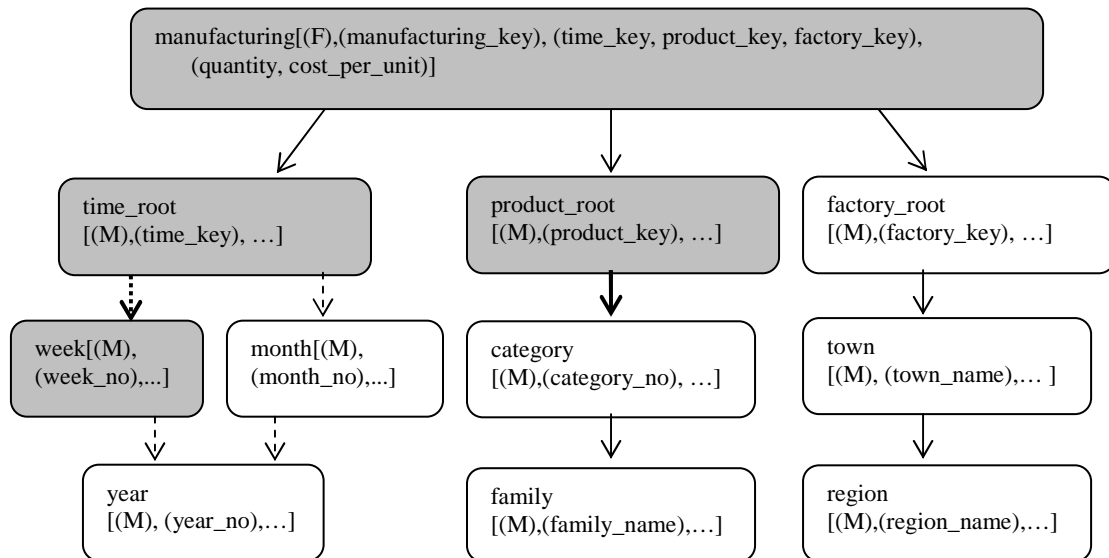 manufacturing[(F),(manufacturing_key), (time_key, product_key, factory_key),
(quantity, cost_per_unit)]
time_root
[(M),(time_key), …]
product_root
[(M),(product_key), …]
factory_root
[(M),(factory_key), …]
week[(M),
(week_no),...]
month[(M),
(month_no),...]
category
[(M),(category_no), …]
town
[(M), (town_name),… ]
year
[(M), (year_no),…]
family
[(M),(family_name),…]
region
[(M),(region_name),…]